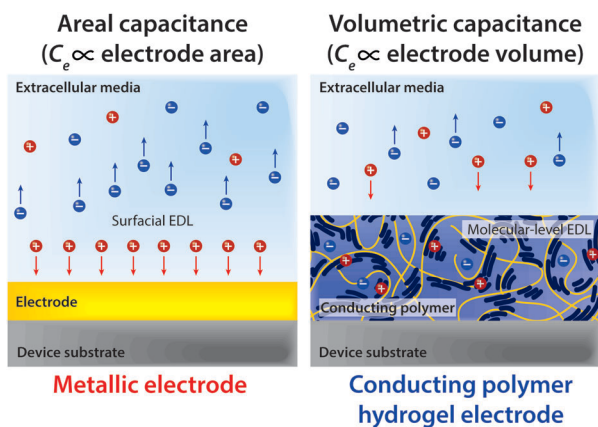 Areal capacitance
(Cₑ ∝ electrode area)
Extracellular media
Surfacial EDL
Electrode
Device substrate
Metallic electrode
Volumetric capacitance
(Cₑ ∝ electrode volume)
Extracellular media
Molecular-level EDL
Conducting polymer
Device substrate
Conducting polymer
hydrogel electrode